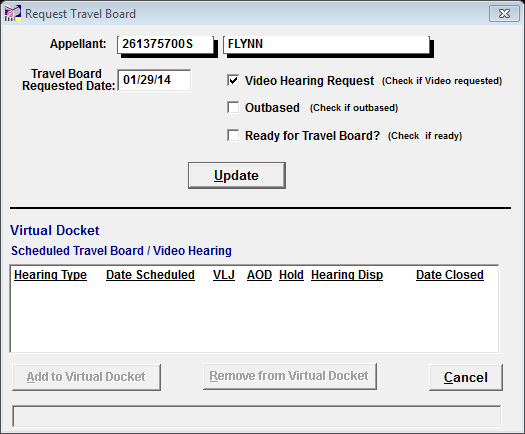 Request Travel Board
Appellant: 261375700S FLYNN
Travel Board
Requested Date: 01/29/14
Video Hearing Request (Check if Video requested)
Outbased (Check if outbased)
Ready for Travel Board? (Check if ready)
Update
Virtual Docket
Scheduled Travel Board / Video Hearing
Hearing Type Date Scheduled VLJ AOD Hold Hearing Disp Date Closed
Add to Virtual Docket Remove from Virtual Docket Cancel